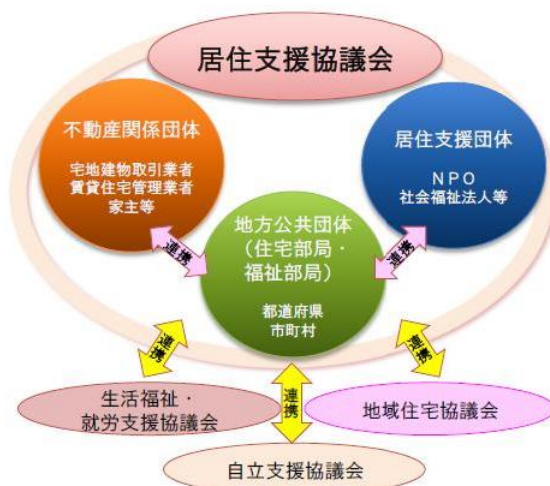 居住支援協議会
不動産関係団体
宅地建物取引業者
賃貸住宅管理業者
家主等
居住支援団体
NPO
社会福祉法人等
地方公共団体
（住宅部局・
福祉部局）
都道府県
市町村
連携
連携
連携
連携
連携
生活福祉・
就労支援協議会
地域住宅協議会
自立支援協議会